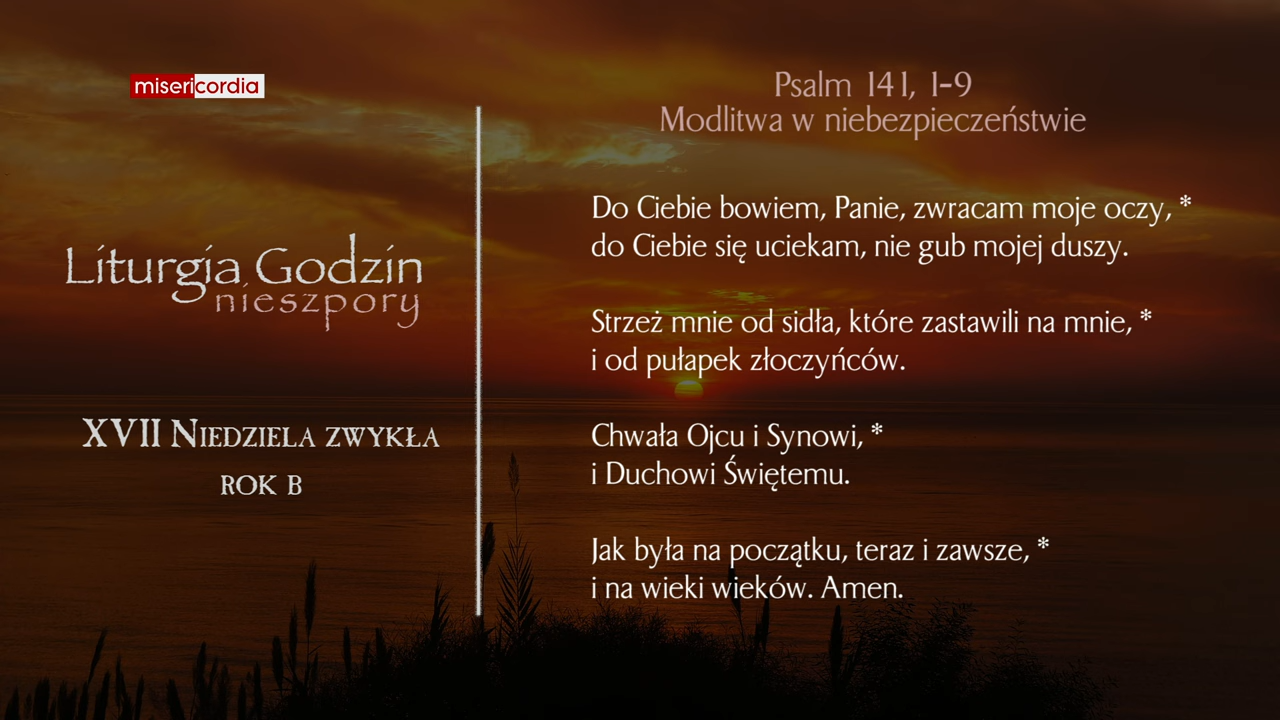 misericordia
Liturgia Godzin
nieszpory
XVII Niedziela zwykła
rok B
Psalm 141, 1-9
Modlitwa w niebezpieczeństwie
Do Ciebie bowiem, Panie, zwracam moje oczy, *
do Ciebie się uciekam, nie gub mojej duszy.
Strzeż mnie od sidła, które zastawili na mnie, *
i od pułapek złoczyńców.
Chwała Ojcu i Synowi, *
i Duchowi Świętemu.
Jak była na początku, teraz i zawsze, *
i na wieki wieków. Amen.